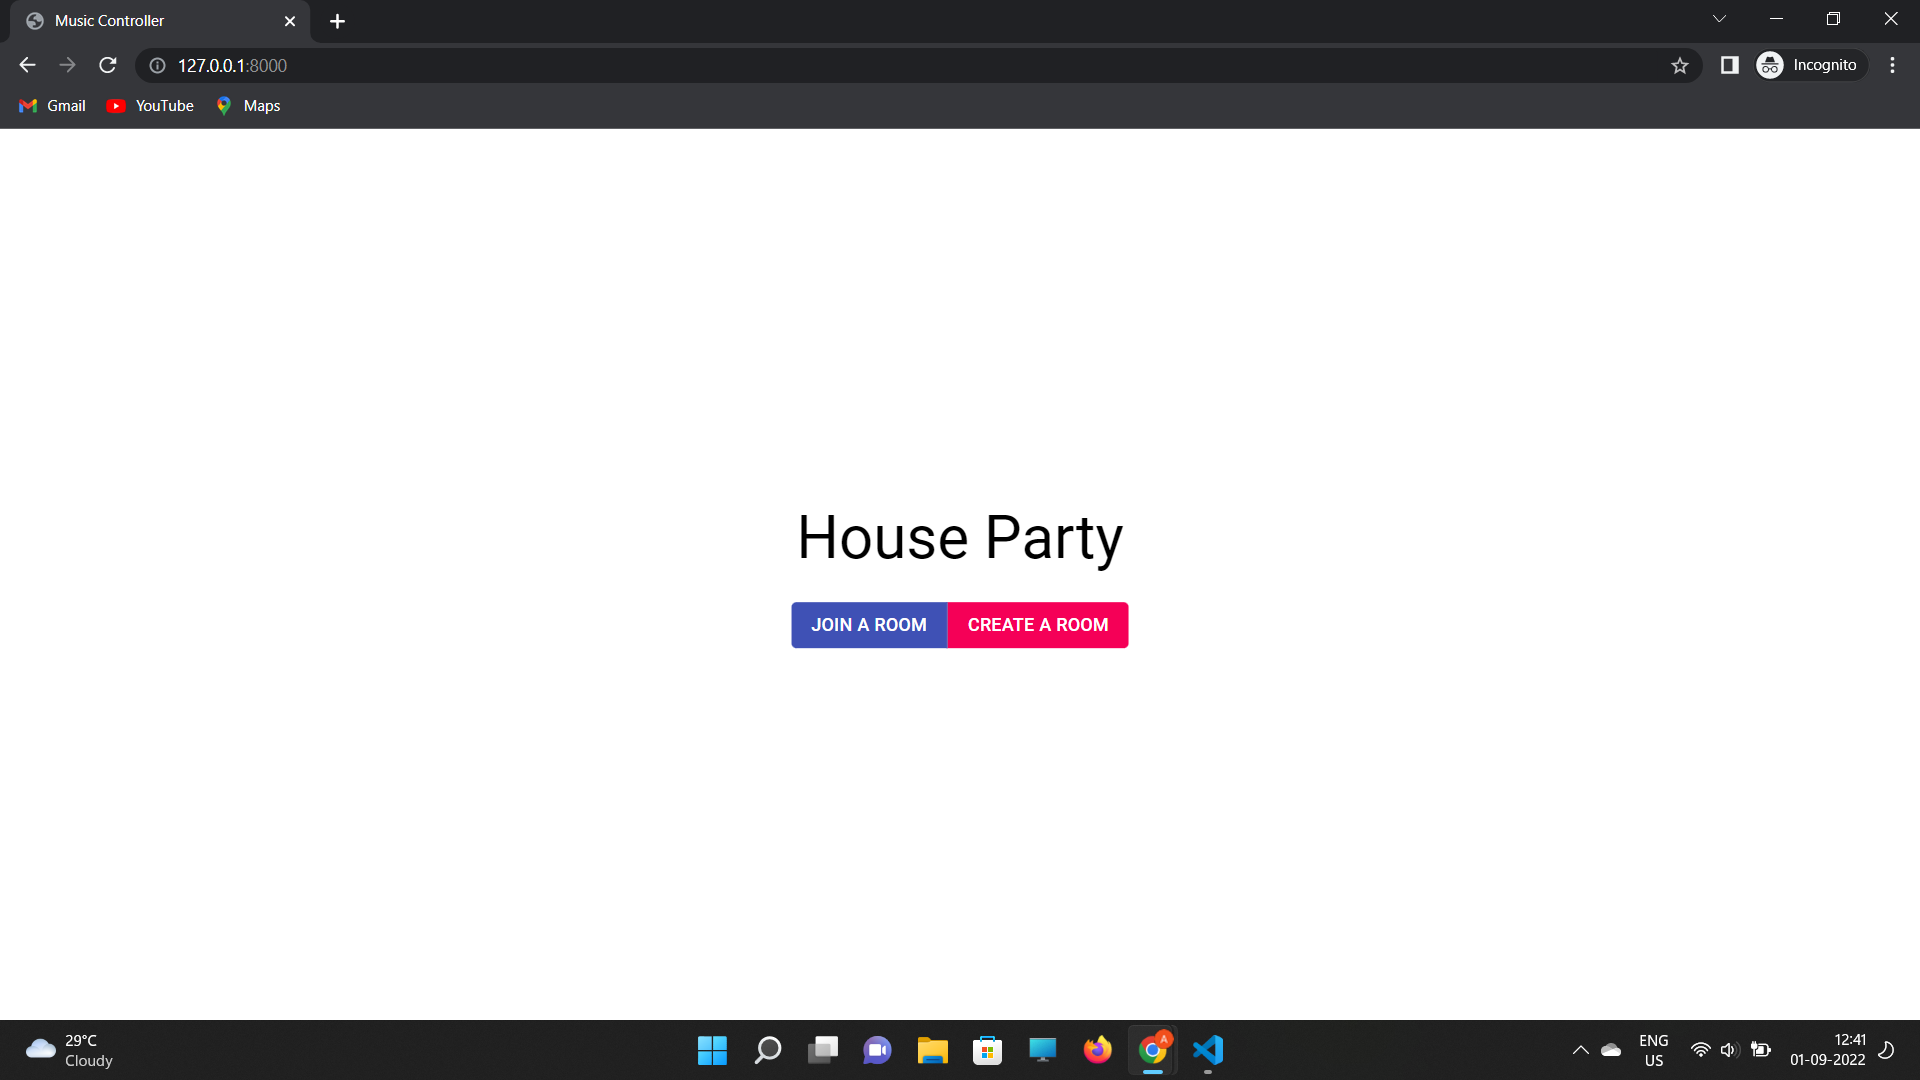 Music Controller
127.0.0.1:8000
Incognito
Gmail
YouTube
Maps
House Party
JOIN A ROOM
CREATE A ROOM
29°C
Cloudy
A
ENG
US
12:41
01-09-2022